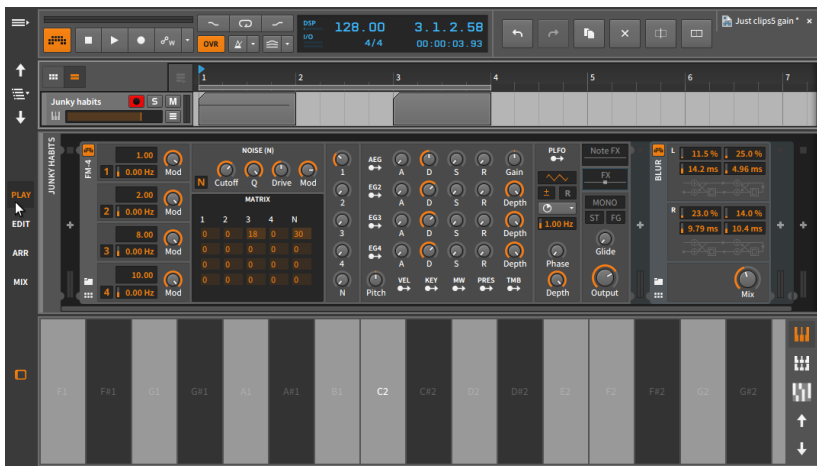 DSP
I/O
128.00
4/4
3.1.2.58
00:00:03.93
Just clips5 gain *
OVR
W
1 2 3 4 5 6 7
Junky habits
S M
JUNKY HABITS
FM-4
1.00
1 0.00 Hz Mod
2.00
2 0.00 Hz Mod
8.00
3 0.00 Hz Mod
10.00
4 0.00 Hz Mod
NOISE (N)
N Cutoff Q Drive Mod
MATRIX
1 2 3 4 N
0 0 18 0 30
0 0 0 0 0
0 0 0 0 0
0 0 0 0 0
1
2
3
4
N
AEG A D S R Gain
EG2 A D S R Depth
EG3 A D S R Depth
EG4 A D S R Depth
Pitch VEL KEY MW PRES TMB
PLFO
± R
1.00 Hz
Phase
Depth
Note FX
FX
MONO
ST FG
Glide
Output
BLUR
L 11.5 % 25.0 %
14.2 ms 4.96 ms
R 23.0 % 14.0 %
9.79 ms 10.4 ms
Mix
PLAY
EDIT
ARR
MIX
F1 F#1 G1 G#1 A1 A#1 B1 C2 C#2 D2 D#2 E2 F2 F#2 G2 G#2